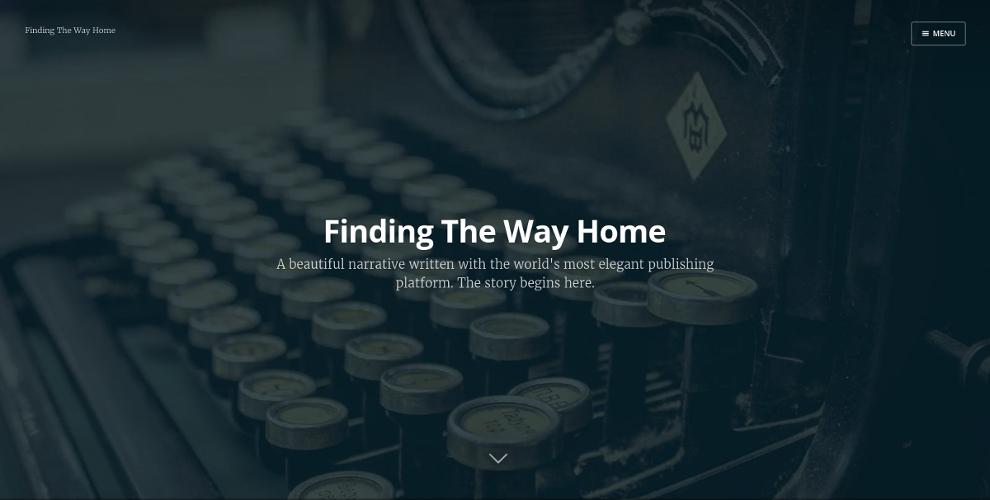 Finding The Way Home
MENU
Finding The Way Home
A beautiful narrative written with the world's most elegant publishing
platform. The story begins here.